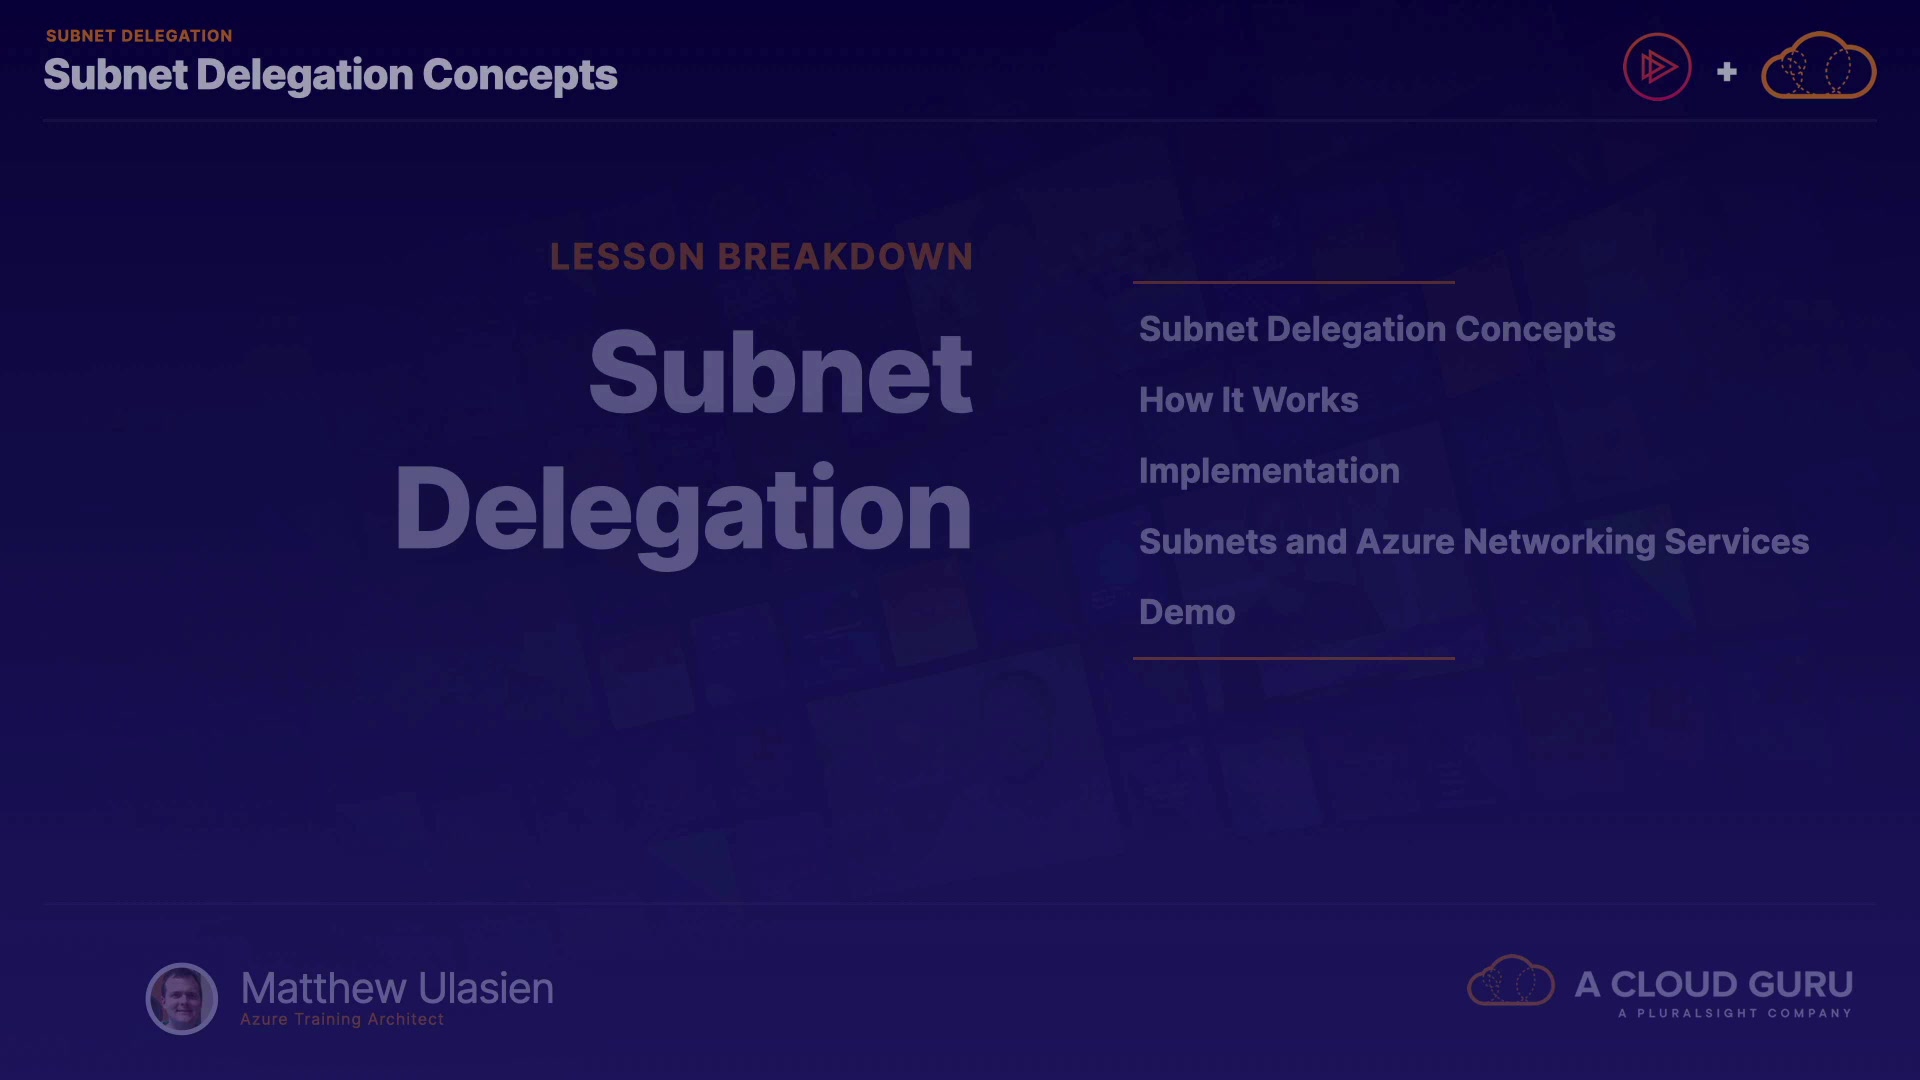 SUBNET DELEGATION
Subnet Delegation Concepts
+
LESSON BREAKDOWN
Subnet
Delegation
Subnet Delegation Concepts
How It Works
Implementation
Subnets and Azure Networking Services
Demo
Matthew Ulasien
Azure Training Architect
A CLOUD GURU
A PLURALSIGHT COMPANY